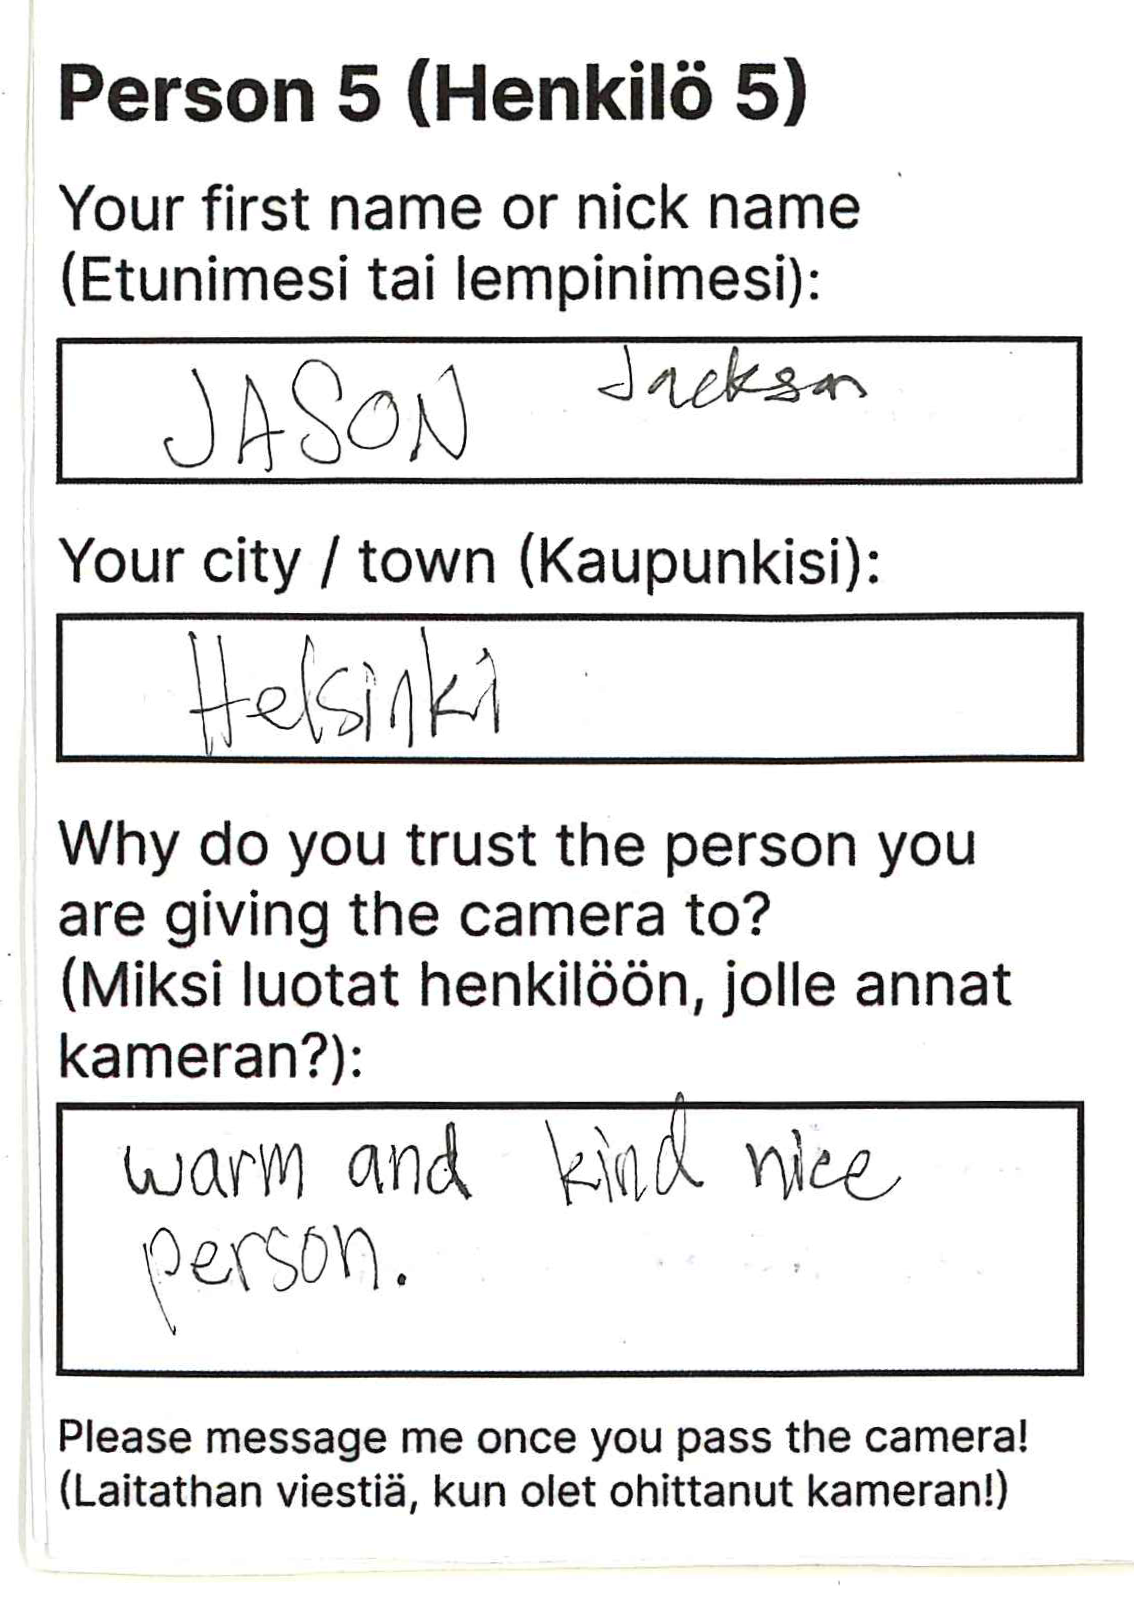 Person 5 (Henkilö 5)
Your first name or nick name
(Etunimesi tai lempinimesi):
JASON Jackson
Your city / town (Kaupunkisi):
Helsinki
Why do you trust the person you
are giving the camera to?
(Miksi luotat henkilöön, jolle annat
kameran?):
warm and kind nice
person.
Please message me once you pass the camera!
(Laitathan viestiä, kun olet ohittanut kameran!)